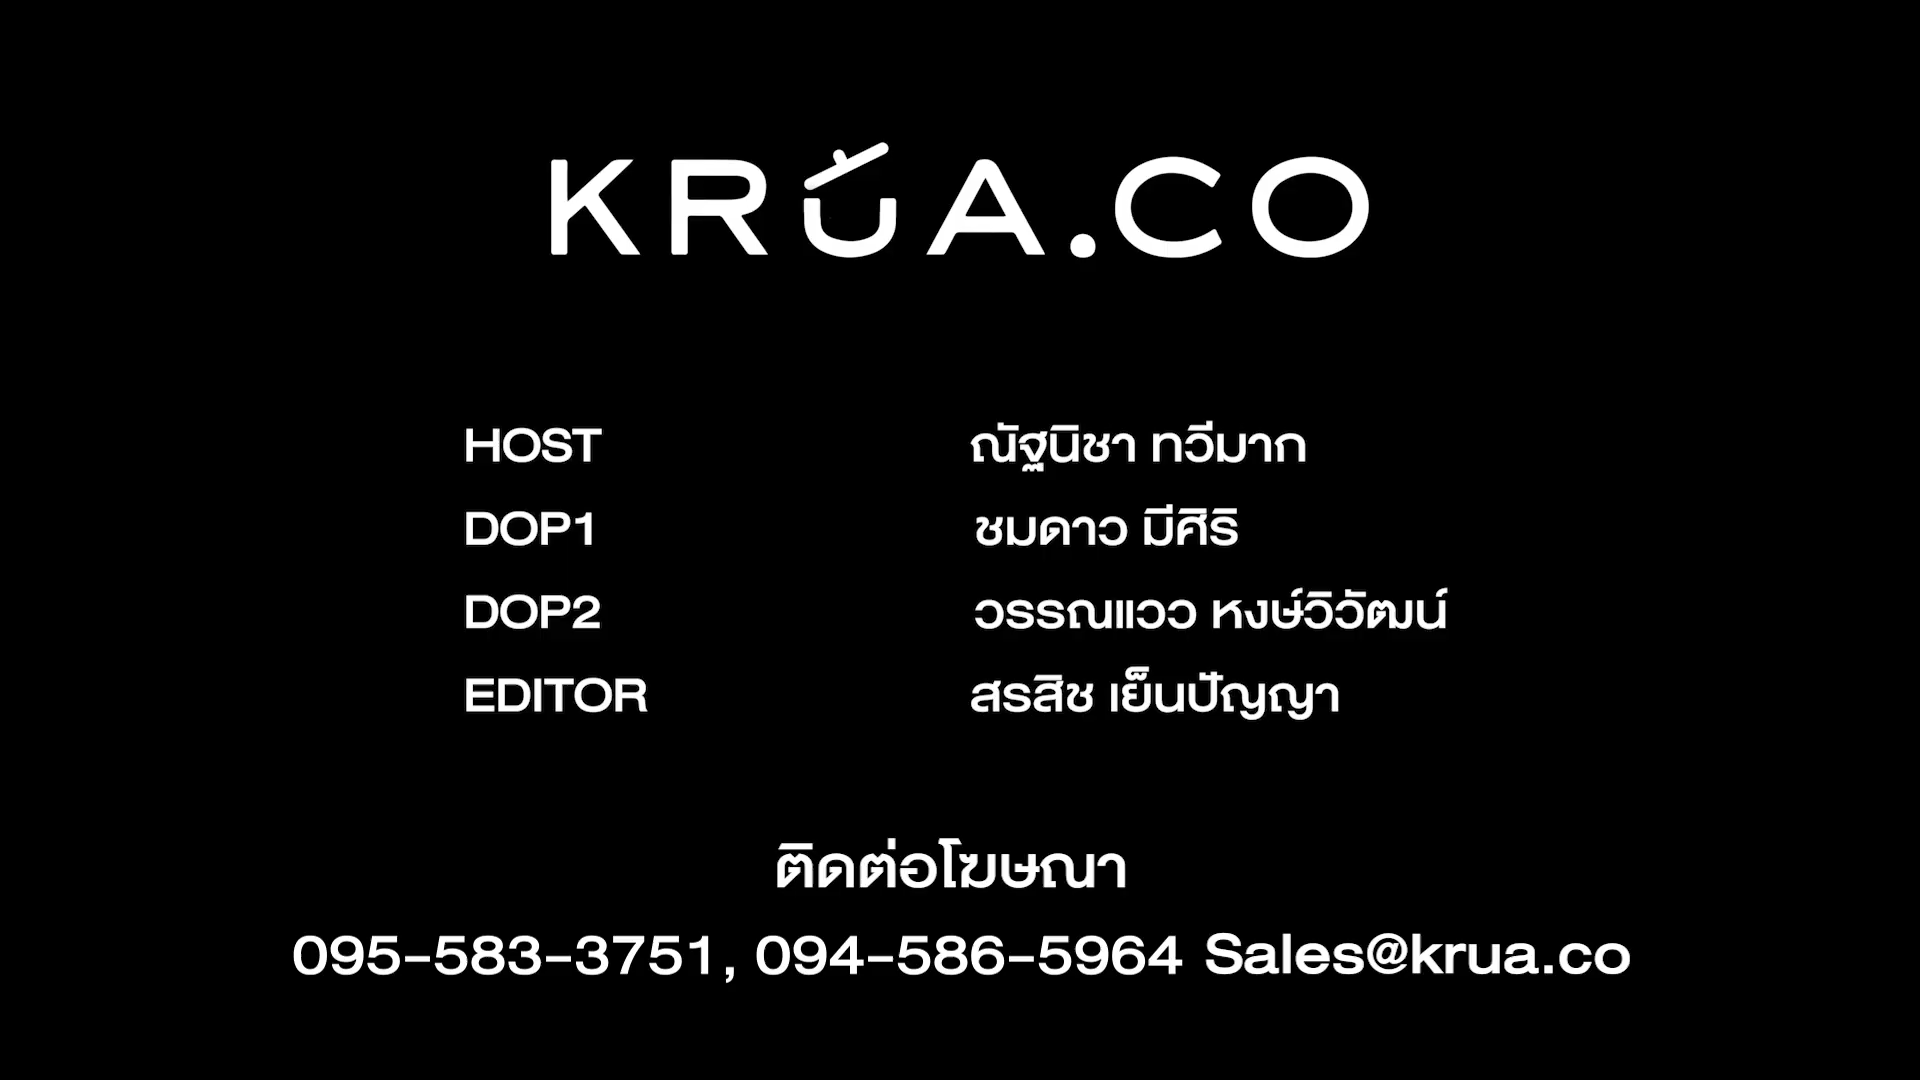 KRUA.CO
HOST ณัฐนิชา ทวีมาก
DOP1 ชมดาว มีศิริ
DOP2 วรรณแวว หงษ์วิวัฒน์
EDITOR สรสิช เย็นปัญญา
ติดต่อโฆษณา
095-583-3751, 094-586-5964 Sales@krua.co